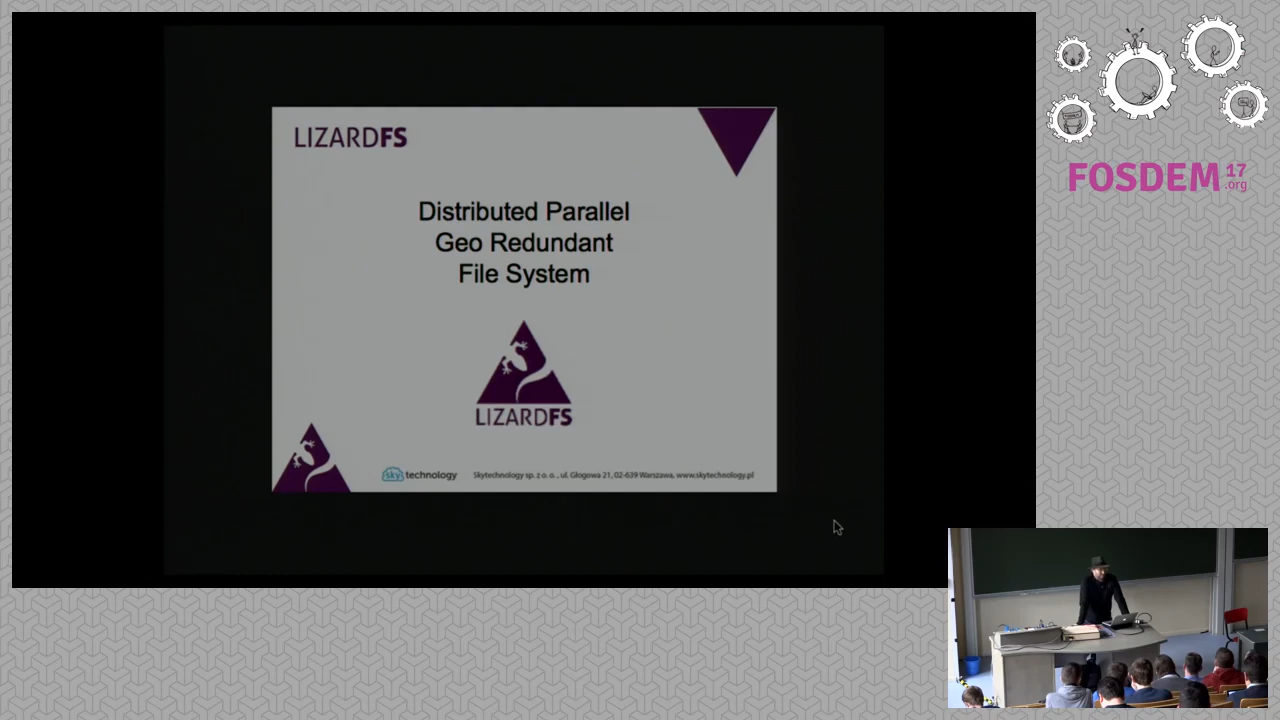 LIZARDFS
Distributed Parallel
Geo Redundant
File System
LIZARDFS
sky technology Skytechnology sp. z o. o., ul. Głogowa 21, 02-639 Warszawa, www.skytechnology.pl
FOSDEM 17
.org